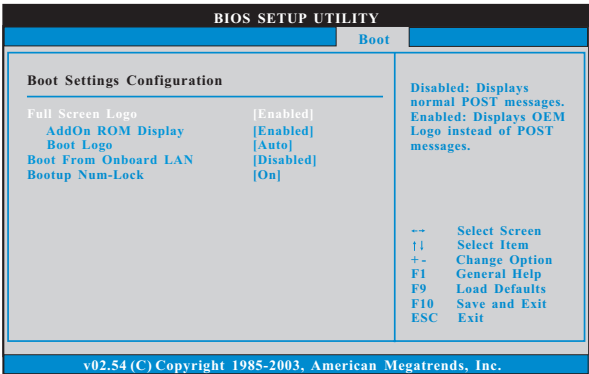 BIOS SETUP UTILITY
Boot
Boot Settings Configuration
Full Screen Logo [Enabled]
AddOn ROM Display [Enabled]
Boot Logo [Auto]
Boot From Onboard LAN [Disabled]
Bootup Num-Lock [On]
Disabled: Displays
normal POST messages.
Enabled: Displays OEM
Logo instead of POST
messages.
←→ Select Screen
↑↓ Select Item
+- Change Option
F1 General Help
F9 Load Defaults
F10 Save and Exit
ESC Exit
v02.54 (C) Copyright 1985-2003, American Megatrends, Inc.